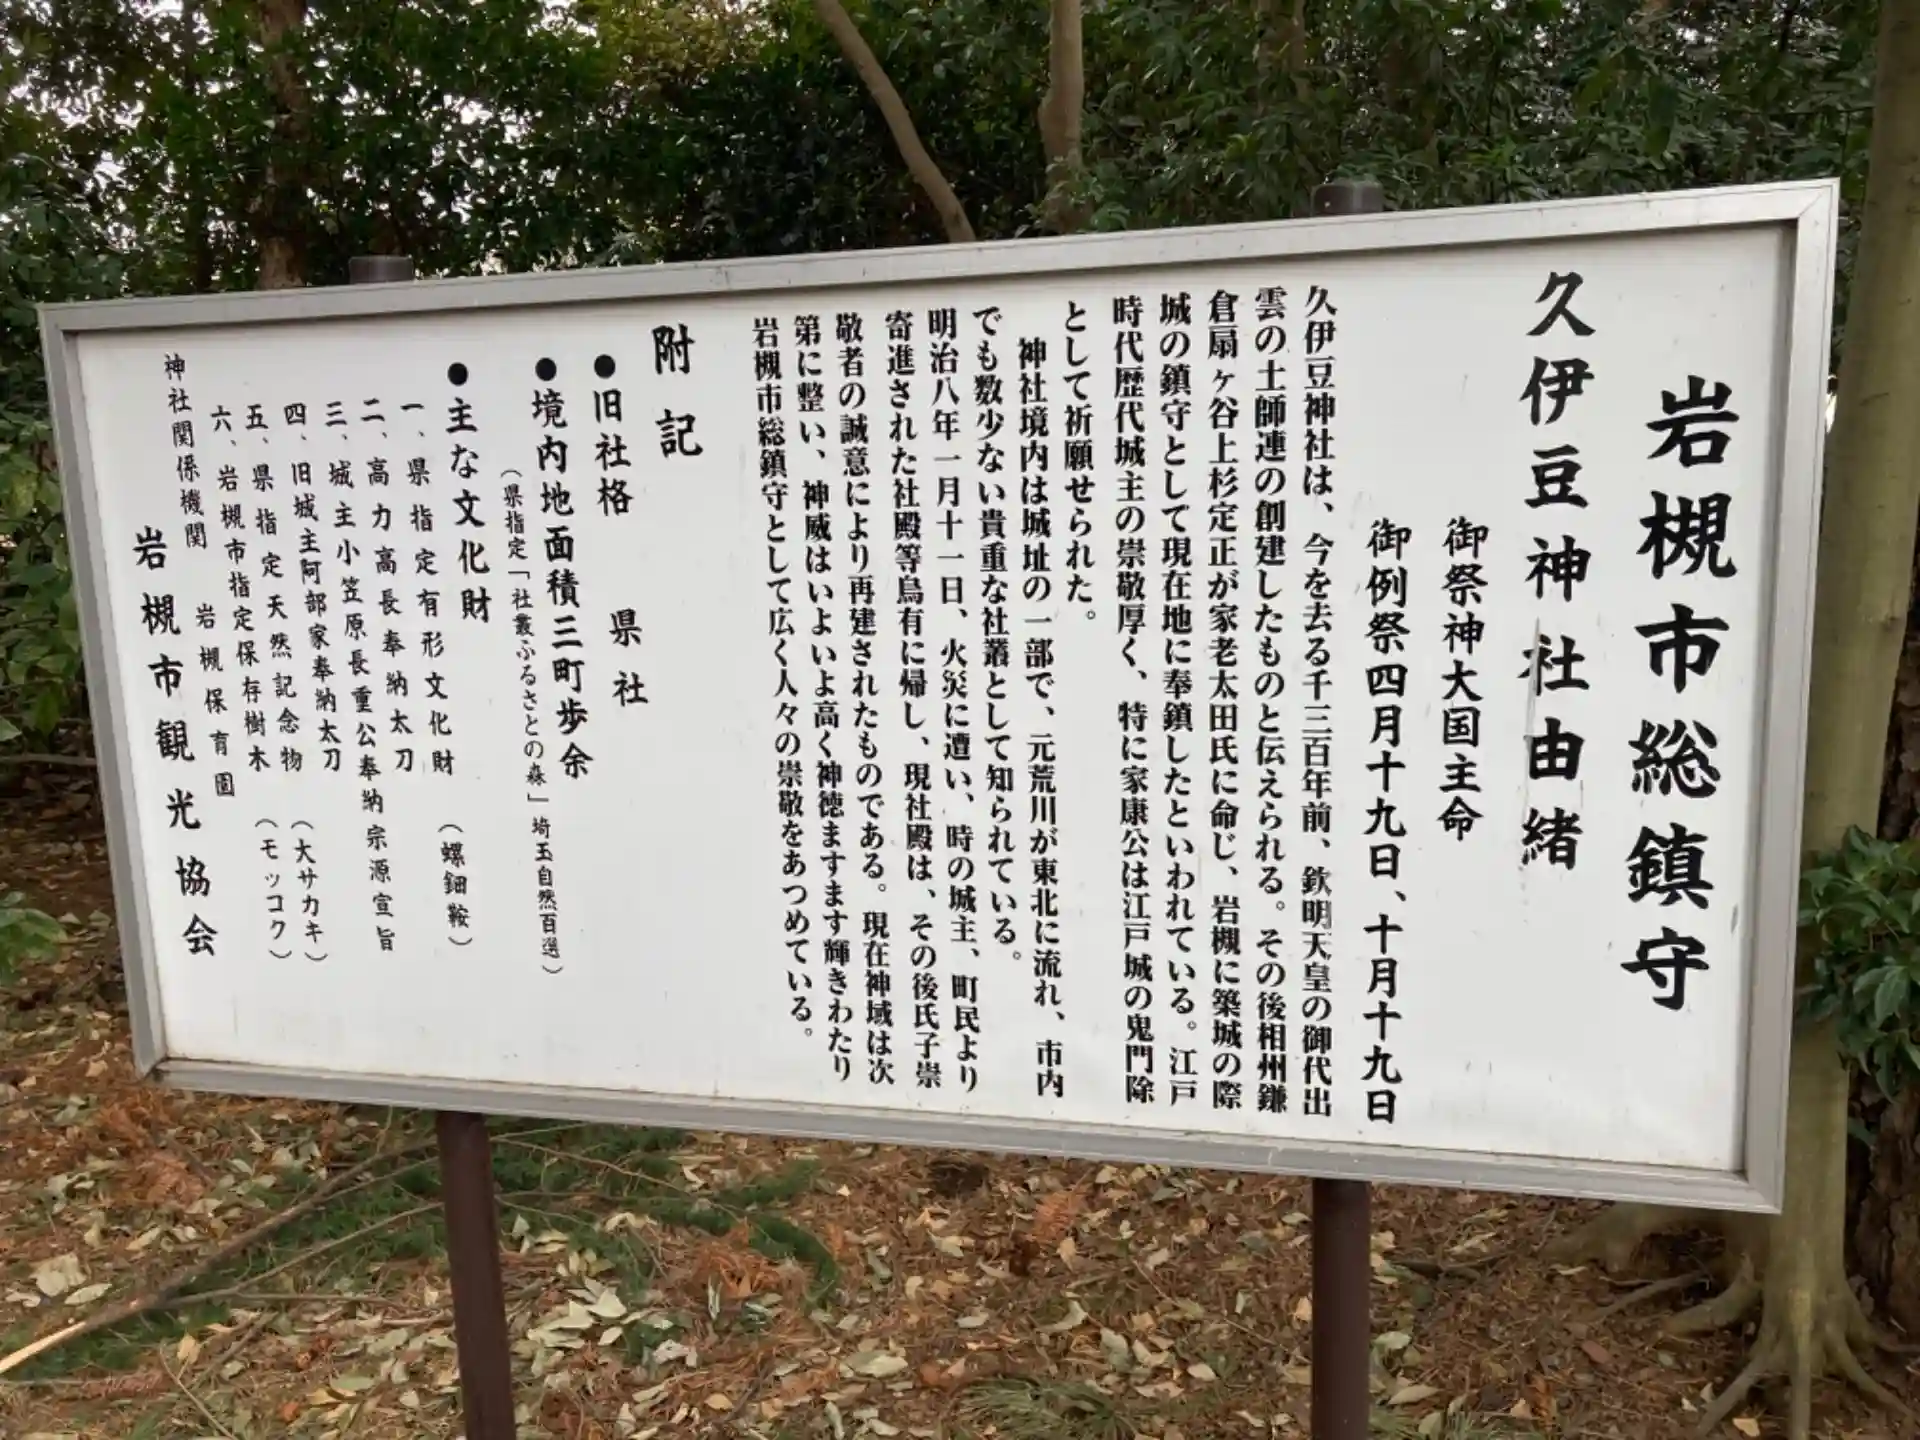 岩槻市総鎮守
久伊豆神社由緒
御祭神大国主命
御例祭四月十九日、十月十九日
久伊豆神社は、今を去る千三百年前、欽明天皇の御代出
雲の土師連の創建したものと伝えられる。その後相州鎌
倉扇ヶ谷上杉定正が家老太田氏に命じ、岩槻に築城の際
城の鎮守として現在地に奉鎮したといわれている。江戸
時代歴代城主の崇敬厚く、特に家康公は江戸城の鬼門除
として祈願せられた。
神社境内は城址の一部で、元荒川が東北に流れ、市内
でも数少ない貴重な社叢として知られている。
明治八年一月十一日、火災に遭い、時の城主、町民より
寄進された社殿等烏有に帰し、現社殿は、その後氏子崇
敬者の誠意により再建されたものである。現在神域は次
第に整い、神威はいよいよ高く神徳ますます輝きわたり
岩槻市総鎮守として広く人々の崇敬をあつめている。
附記
●旧社格 県社
●境内地面積三町歩余
（県指定「社叢ふるさとの森」埼玉自然百選）
●主な文化財
一、県指定有形文化財（螺鈿鞍）
二、高力高長奉納太刀
三、城主小笠原長重公奉納宗源宣旨
四、旧城主阿部家奉納太刀
五、県指定天然記念物（大サカキ）
六、岩槻市指定保存樹木（モッコク）
神社関係機関 岩槻保育園
岩槻市観光協会